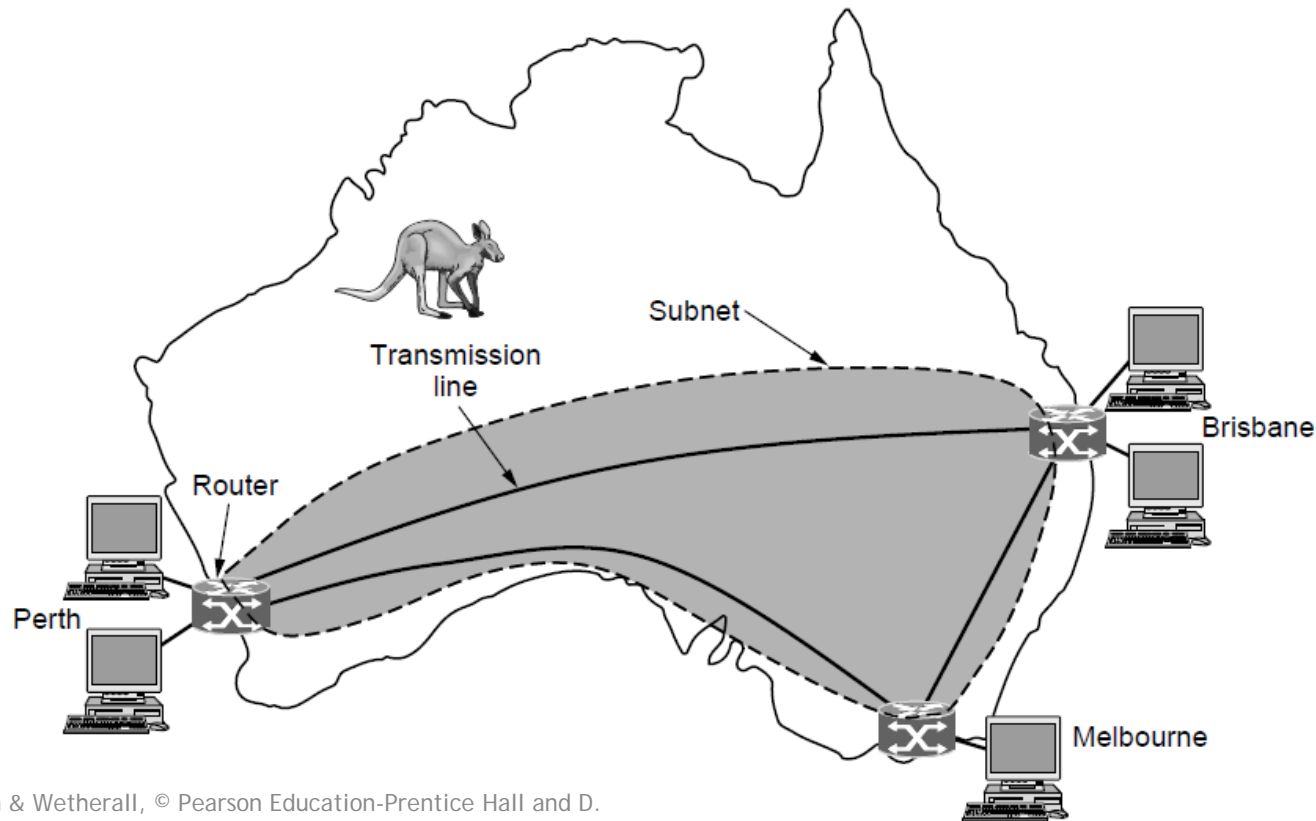 Subnet
Transmission
line
Router
Brisbane
Perth
Melbourne
& Wetherall, © Pearson Education-Prentice Hall and D.